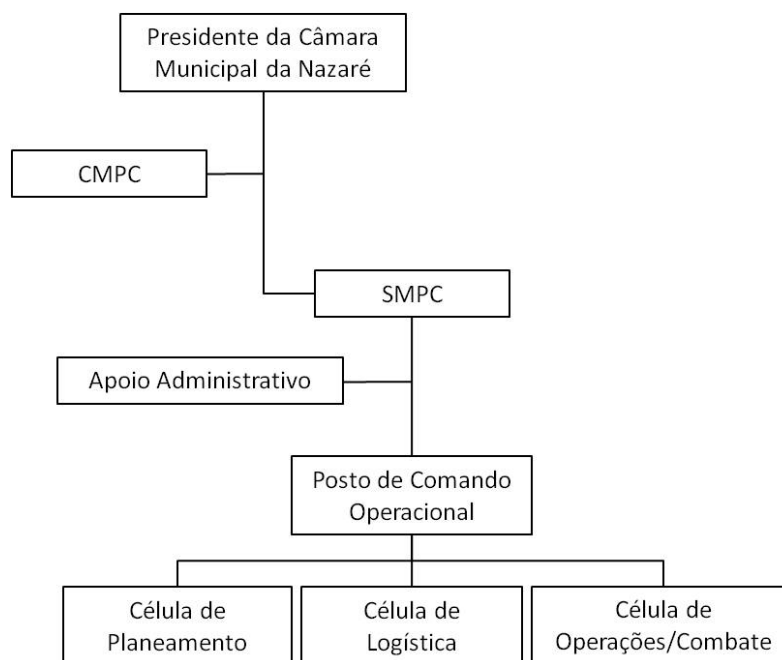 Presidente da Câmara
Municipal da Nazaré
CMPC
SMPC
Apoio Administrativo
Posto de Comando
Operacional
Célula de
Planeamento
Célula de
Logística
Célula de
Operações/Combate